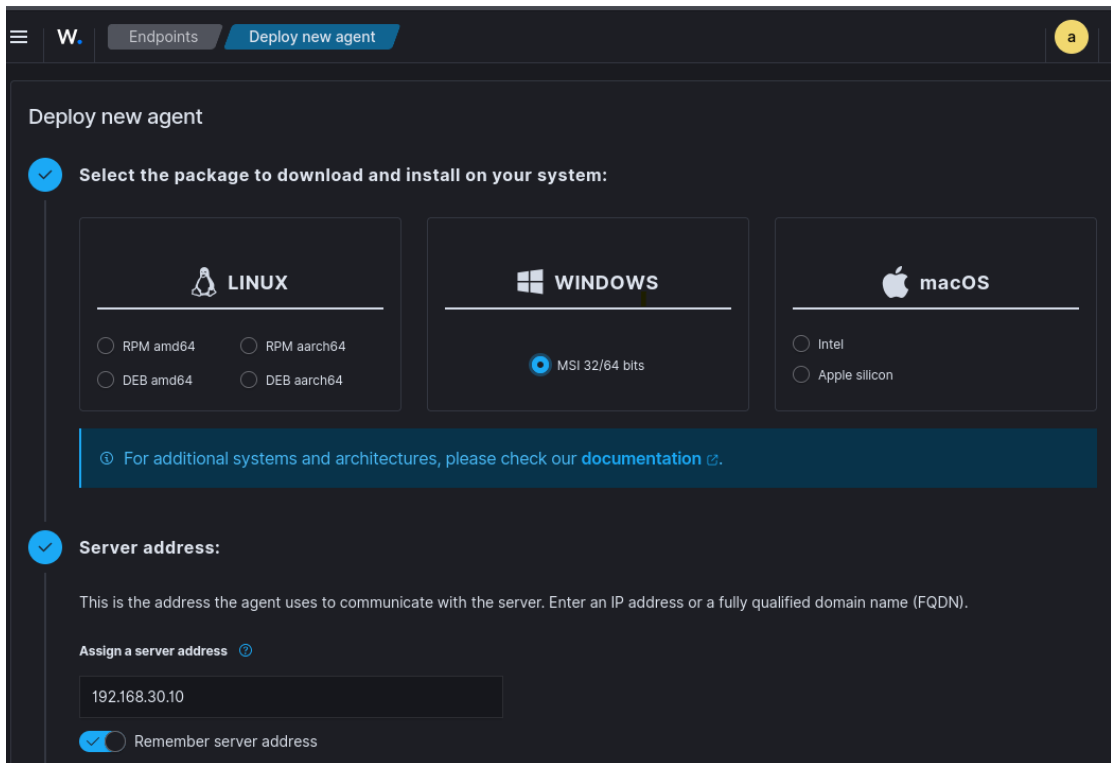 W. Endpoints Deploy new agent a
Deploy new agent
Select the package to download and install on your system:
LINUX
RPM amd64 RPM aarch64
DEB amd64 DEB aarch64
WINDOWS
MSI 32/64 bits
macOS
Intel
Apple silicon
For additional systems and architectures, please check our documentation.
Server address:
This is the address the agent uses to communicate with the server. Enter an IP address or a fully qualified domain name (FQDN).
Assign a server address
192.168.30.10
Remember server address